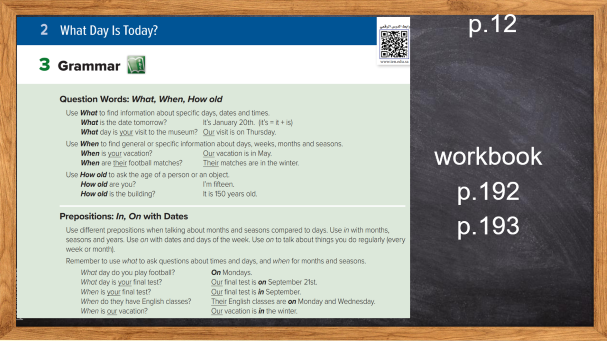 2 What Day Is Today?
3 Grammar
www.ien.edu.sa
Question Words: What, When, How old
Use What to find information about specific days, dates and times.
What is the date tomorrow? It's January 20th. (it's = it + is)
What day is your visit to the museum? Our visit is on Thursday.
Use When to find general or specific information about days, weeks, months and seasons.
When is your vacation? Our vacation is in May.
When are their football matches? Their matches are in the winter.
Use How old to ask the age of a person or an object.
How old are you? I'm fifteen.
How old is the building? It is 150 years old.
Prepositions: In, On with Dates
Use different prepositions when talking about months and seasons compared to days. Use in with months,
seasons and years. Use on with dates and days of the week. Use on to talk about things you do regularly (every
week or month).
Remember to use what to ask questions about times and days, and when for months and seasons.
What day do you play football? On Mondays.
What day is your final test? Our final test is on September 21st.
When is your final test? Our final test is in September.
When do they have English classes? Their English classes are on Monday and Wednesday.
When is our vacation? Our vacation is in the winter.
p.12
workbook
p.192
p.193